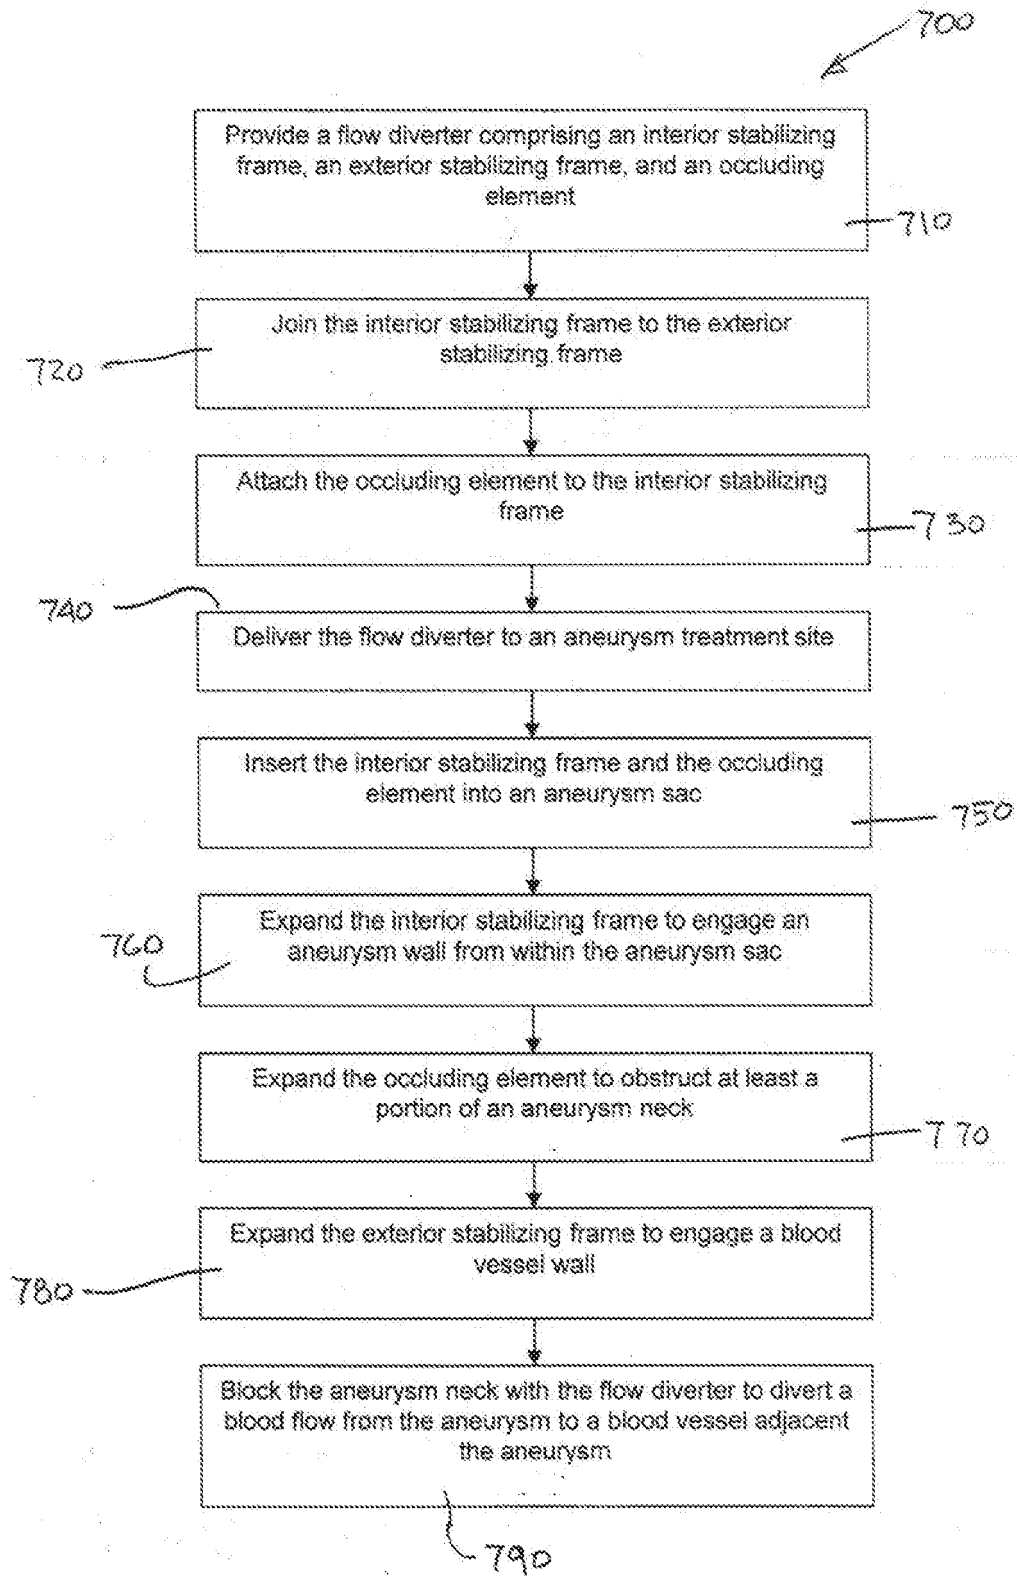 700
Provide a flow diverter comprising an interior stabilizing
frame, an exterior stabilizing frame, and an occluding
element
710
Join the interior stabilizing frame to the exterior
stabilizing frame
720
Attach the occluding element to the interior stabilizing
frame
730
740
Deliver the flow diverter to an aneurysm treatment site
Insert the interior stabilizing frame and the occluding
element into an aneurysm sac
750
Expand the interior stabilizing frame to engage an
aneurysm wall from within the aneurysm sac
760
Expand the occluding element to obstruct at least a
portion of an aneurysm neck
770
Expand the exterior stabilizing frame to engage a blood
vessel wall
780
Block the aneurysm neck with the flow diverter to divert a
blood flow from the aneurysm to a blood vessel adjacent
the aneurysm
790